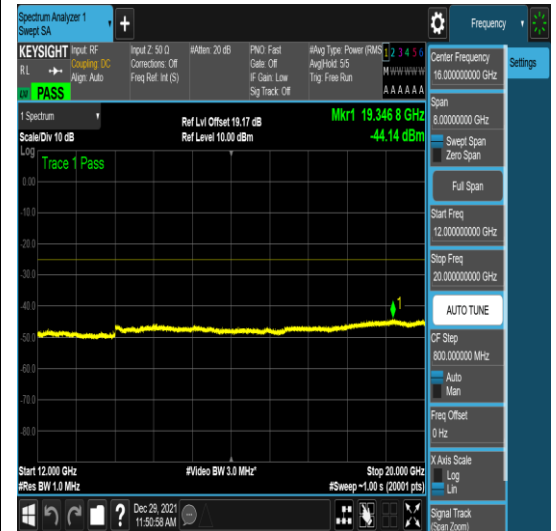 Spectrum Analyzer 1
Swept SA
Frequency
KEYSIGHT
RL
Input: RF
Coupling: DC
Align: Auto
Input Z: 50 Ω
Corrections: Off
Freq Ref: Int (S)
#Atten: 20 dB
PNO: Fast
Gate: Off
IF Gain: Low
Sig Track: Off
#Avg Type: Power (RMS
Avg|Hold: 5/5
Trig: Free Run
1 2 3 4 5 6
M W W W W W
A A A A A A
PASS
1 Spectrum
Scale/Div 10 dB
Ref Lvl Offset 19.17 dB
Ref Level 10.00 dBm
Mkr1 19.346 8 GHz
-44.14 dBm
Log
Trace 1 Pass
0.00
-10.0
-20.0
-30.0
-40.0
-50.0
-60.0
-70.0
-80.0
1
Start 12.000 GHz
#Res BW 1.0 MHz
#Video BW 3.0 MHz*
Stop 20.000 GHz
#Sweep ~1.00 s (20001 pts)
Dec 29, 2021
11:50:58 AM
Center Frequency
16.000000000 GHz
Settings
Span
8.00000000 GHz
Swept Span
Zero Span
Full Span
Start Freq
12.000000000 GHz
Stop Freq
20.000000000 GHz
AUTO TUNE
CF Step
800.000000 MHz
Auto
Man
Freq Offset
0 Hz
X Axis Scale
Log
Lin
Signal Track
(Span Zoom)